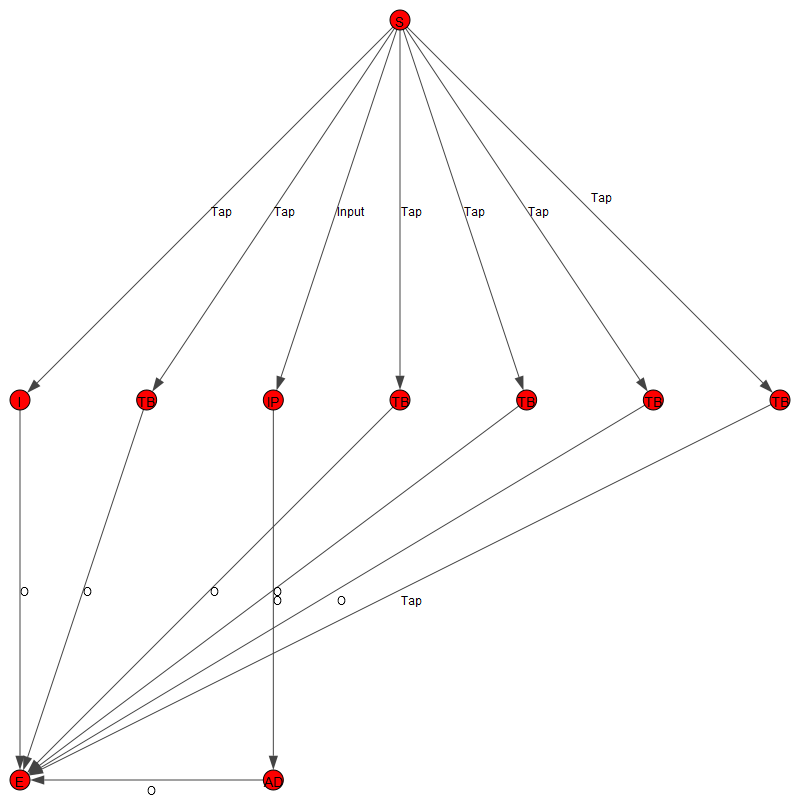 S
Tap
Tap Tap Input Tap Tap Tap
I TB IP TB TB TB TB
O O O O
O O Tap
E AD
O